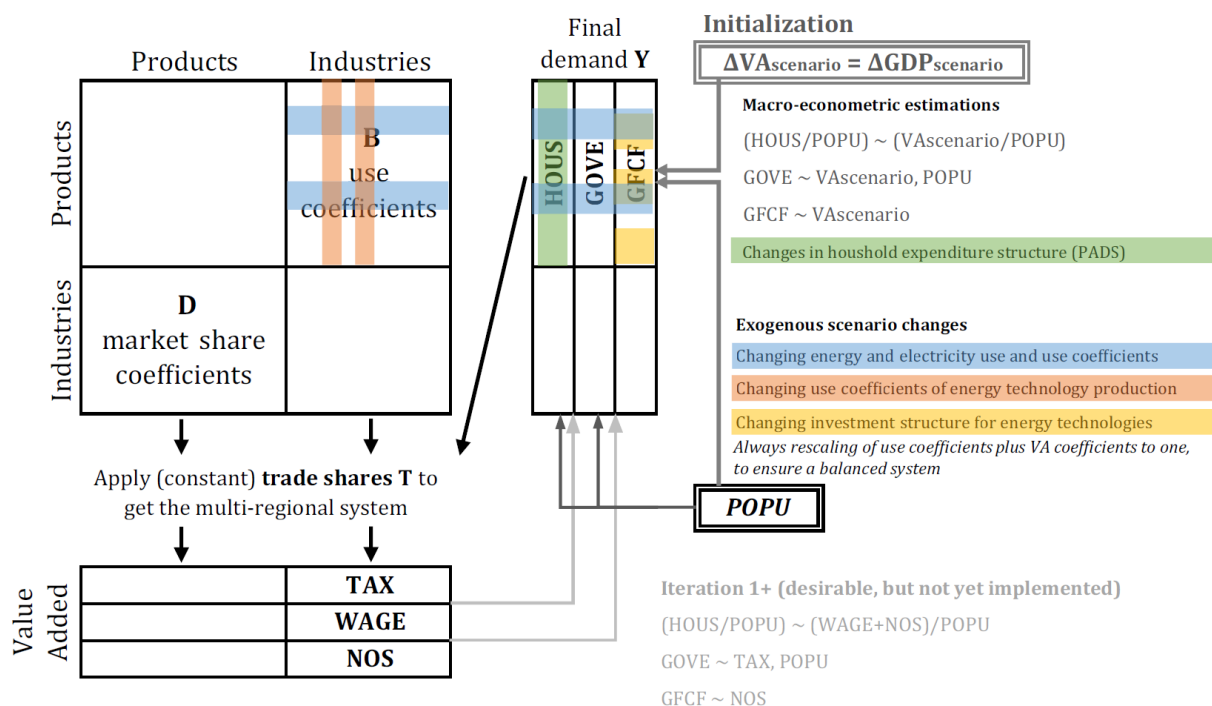 Initialization
ΔVAscenario = ΔGDPscenario
Products
Industries
Final
demand Y
Products
B
use
coefficients
HOUS
GOVE
GFCF
Macro-econometric estimations
(HOUS/POPU) ~ (VAscenario/POPU)
GOVE ~ VAscenario, POPU
GFCF ~ VAscenario
Changes in houshold expenditure structure (PADS)
Industries
D
market share
coefficients
Exogenous scenario changes
Changing energy and electricity use and use coefficients
Changing use coefficients of energy technology production
Changing investment structure for energy technologies
Always rescaling of use coefficients plus VA coefficients to one,
to ensure a balanced system
Apply (constant) trade shares T to
get the multi-regional system
POPU
Value
Added
TAX
WAGE
NOS
Iteration 1+ (desirable, but not yet implemented)
(HOUS/POPU) ~ (WAGE+NOS)/POPU
GOVE ~ TAX, POPU
GFCF ~ NOS